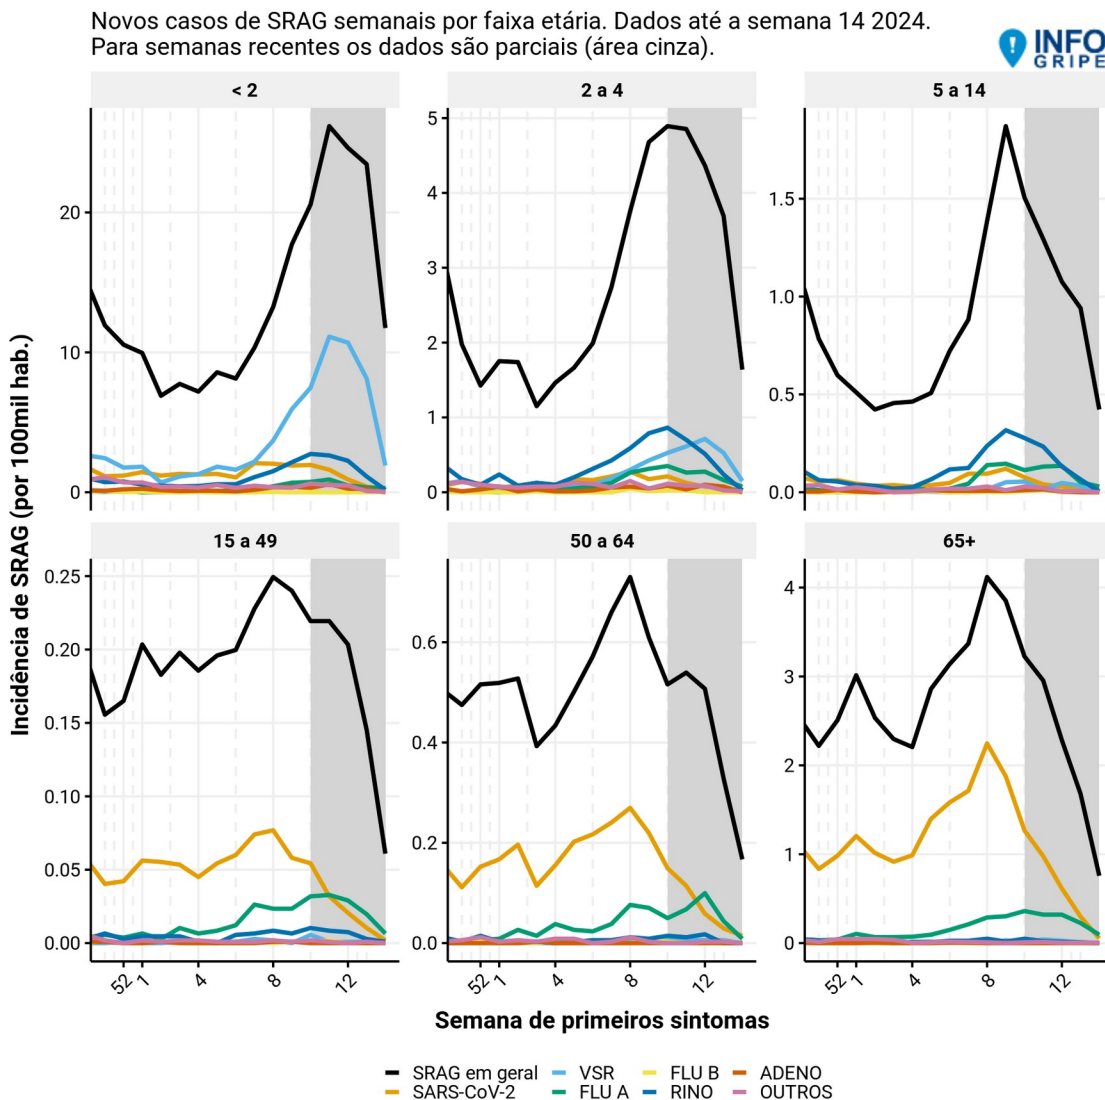 Novos casos de SRAG semanais por faixa etária. Dados até a semana 14 2024.
Para semanas recentes os dados são parciais (área cinza).
INFO
GRIPE
< 2
2 a 4
5 a 14
20
10
0
5
4
3
2
1
0
1.5
1.0
0.5
0.0
15 a 49
50 a 64
65+
0.25
0.20
0.15
0.10
0.05
0.00
0.6
0.4
0.2
0.0
4
3
2
1
0
52 1 4 8 12
52 1 4 8 12
52 1 4 8 12
Incidência de SRAG (por 100mil hab.)
Semana de primeiros sintomas
SRAG em geral VSR FLU B ADENO
SARS-CoV-2 FLU A RINO OUTROS